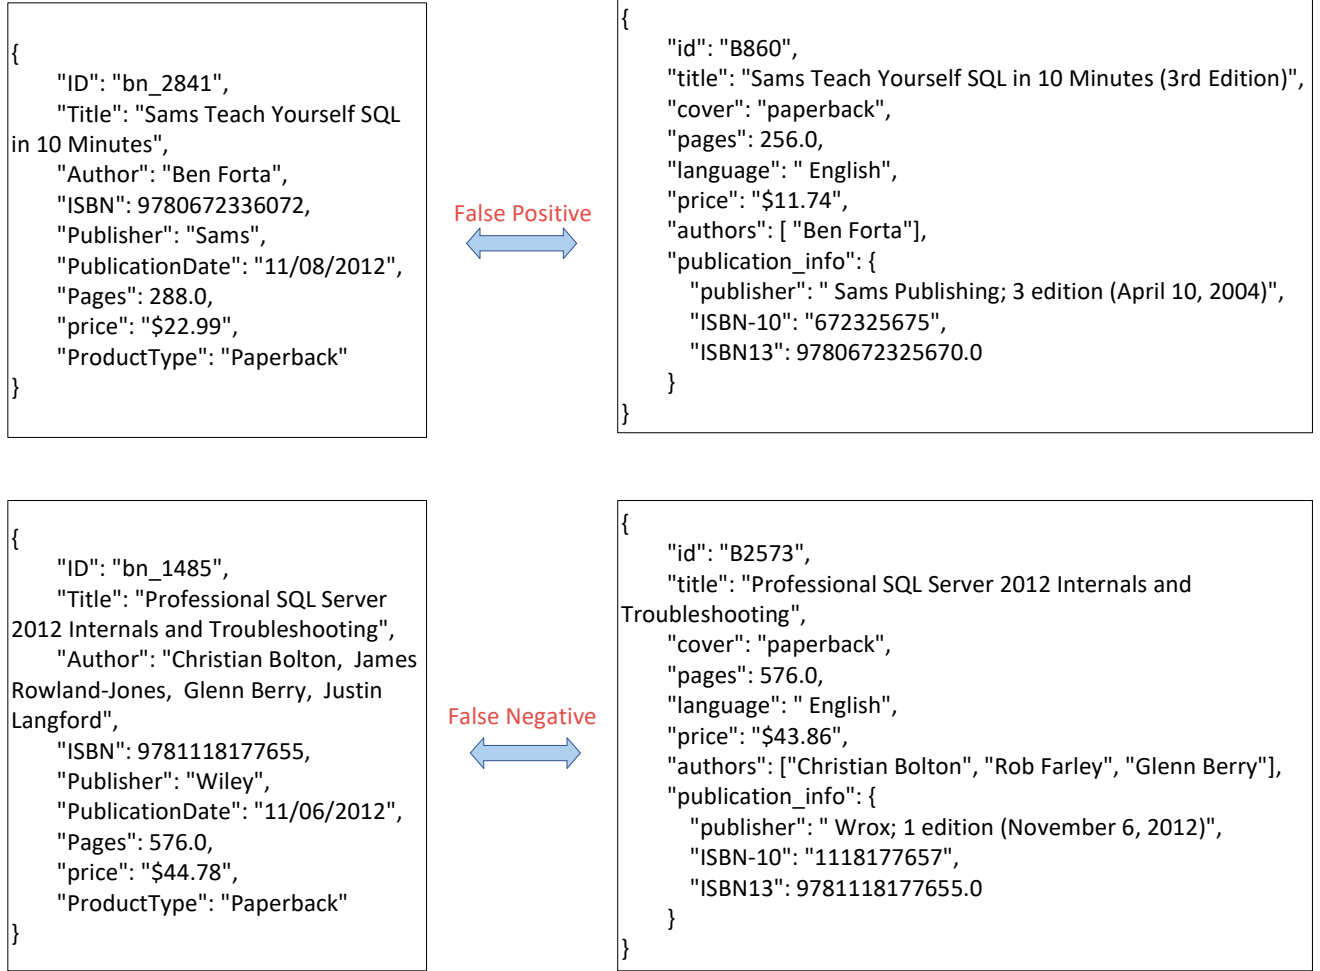 {
"ID": "bn_2841",
"Title": "Sams Teach Yourself SQL
in 10 Minutes",
"Author": "Ben Forta",
"ISBN": 9780672336072,
"Publisher": "Sams",
"PublicationDate": "11/08/2012",
"Pages": 288.0,
"price": "$22.99",
"ProductType": "Paperback"
}
False Positive
{
"id": "B860",
"title": "Sams Teach Yourself SQL in 10 Minutes (3rd Edition)",
"cover": "paperback",
"pages": 256.0,
"language": " English",
"price": "$11.74",
"authors": [ "Ben Forta"],
"publication_info": {
"publisher": " Sams Publishing; 3 edition (April 10, 2004)",
"ISBN-10": "672325675",
"ISBN13": 9780672325670.0
}
}
{
"ID": "bn_1485",
"Title": "Professional SQL Server
2012 Internals and Troubleshooting",
"Author": "Christian Bolton,  James
Rowland-Jones,  Glenn Berry,  Justin
Langford",
"ISBN": 9781118177655,
"Publisher": "Wiley",
"PublicationDate": "11/06/2012",
"Pages": 576.0,
"price": "$44.78",
"ProductType": "Paperback"
}
False Negative
{
"id": "B2573",
"title": "Professional SQL Server 2012 Internals and
Troubleshooting",
"cover": "paperback",
"pages": 576.0,
"language": " English",
"price": "$43.86",
"authors": ["Christian Bolton", "Rob Farley", "Glenn Berry"],
"publication_info": {
"publisher": " Wrox; 1 edition (November 6, 2012)",
"ISBN-10": "1118177657",
"ISBN13": 9781118177655.0
}
}